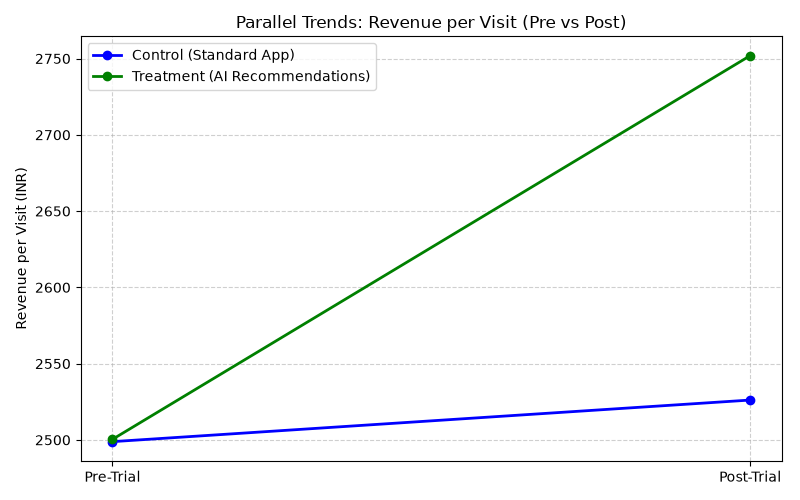 Parallel Trends: Revenue per Visit (Pre vs Post)
Control (Standard App)
Treatment (AI Recommendations)
Revenue per Visit (INR)
2750
2700
2650
2600
2550
2500
Pre-Trial
Post-Trial